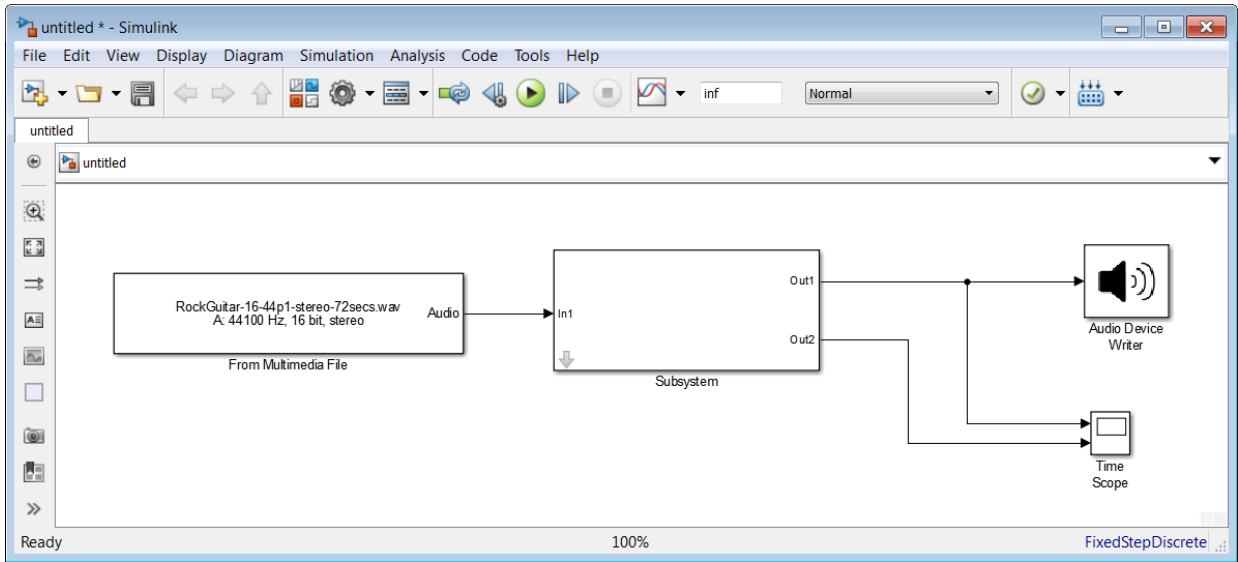 untitled * - Simulink
File Edit View Display Diagram Simulation Analysis Code Tools Help
inf Normal
untitled
untitled
RockGuitar-16-44p1-stereo-72secs.wav
A: 44100 Hz, 16 bit, stereo
Audio
From Multimedia File
In1
Out1
Out2
Subsystem
Audio Device
Writer
Time
Scope
Ready 100% FixedStepDiscrete